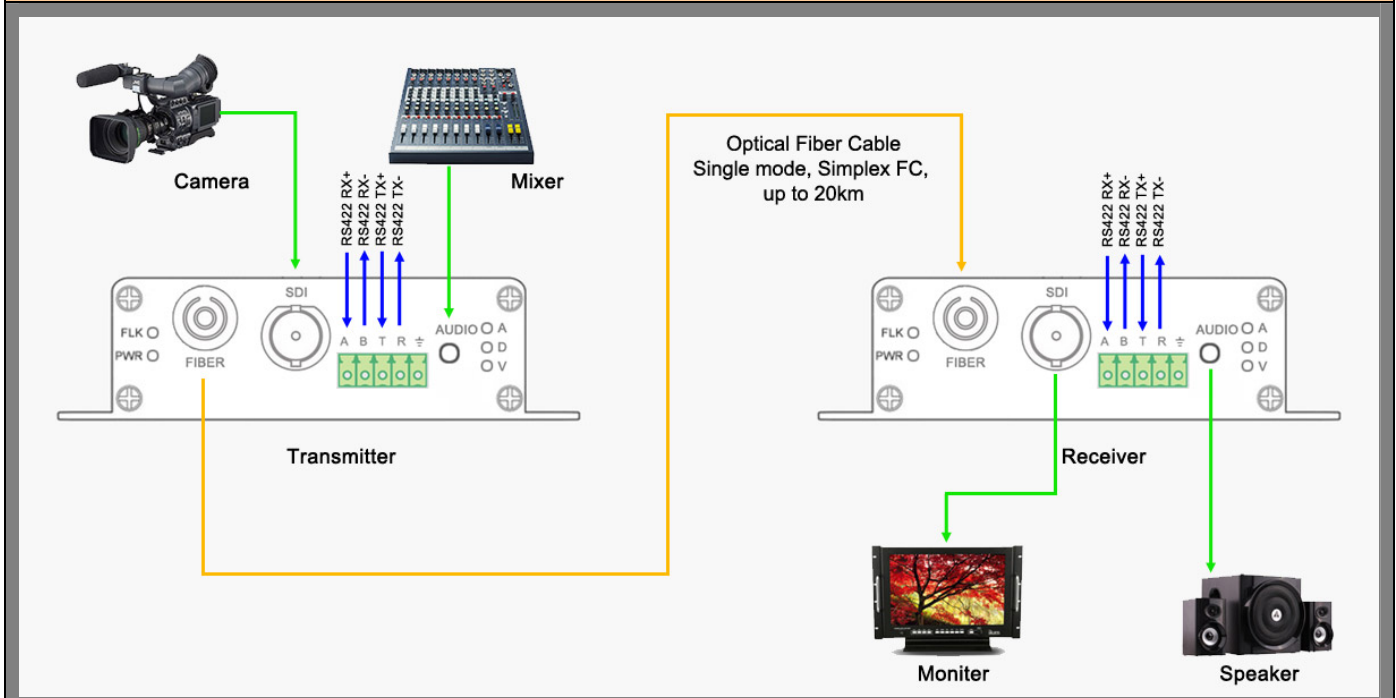 Camera
Mixer
Optical Fiber Cable
Single mode, Simplex FC,
up to 20km
RS422 RX+
RS422 RX-
RS422 TX+
RS422 TX-
SDI
FLK
PWR
FIBER
A B T R
AUDIO
A
D
V
Transmitter
RS422 RX+
RS422 RX-
RS422 TX+
RS422 TX-
SDI
FLK
PWR
FIBER
A B T R
AUDIO
A
D
V
Receiver
Moniter
Speaker